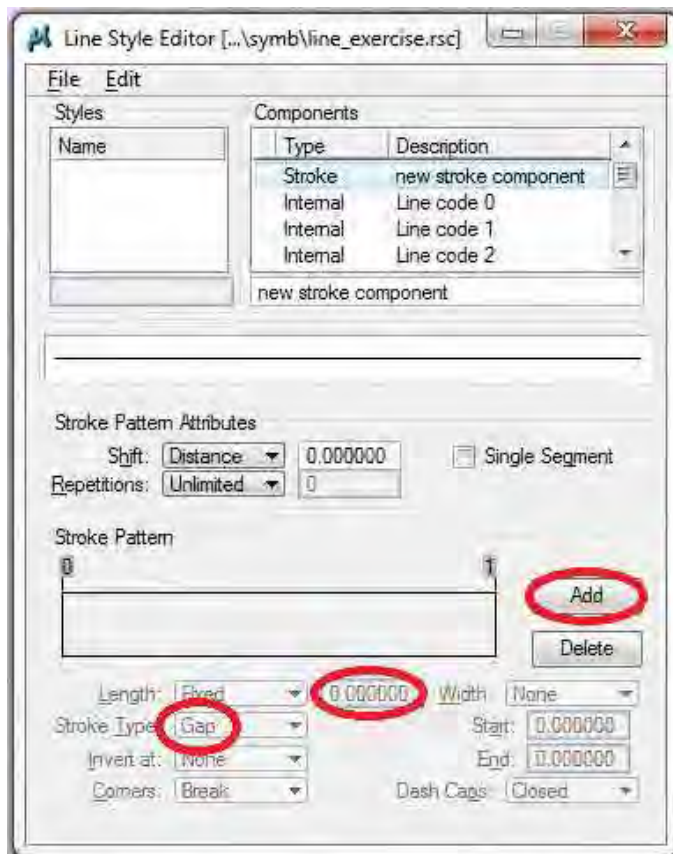 Line Style Editor [...\symb\line_exercise.rsc]
File Edit
Styles Components
Name Type Description
Stroke new stroke component
Internal Line code 0
Internal Line code 1
Internal Line code 2
new stroke component
Stroke Pattern Attributes
Shift: Distance 0.000000 Single Segment
Repetitions: Unlimited 0
Stroke Pattern
0 1
Add
Delete
Length: Fixed 0.000000 Width: None
Stroke Type: Gap Start: 0.000000
Invert at: None End: 0.000000
Corners: Break Dash Caps: Closed